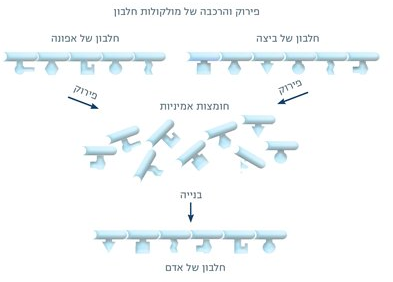 פירוק והרכבה של מולקולות חלבון
חלבון של ביצה
חלבון של אפונה
פירוק
פירוק
חומצות אמיניות
בנייה
חלבון של אדם